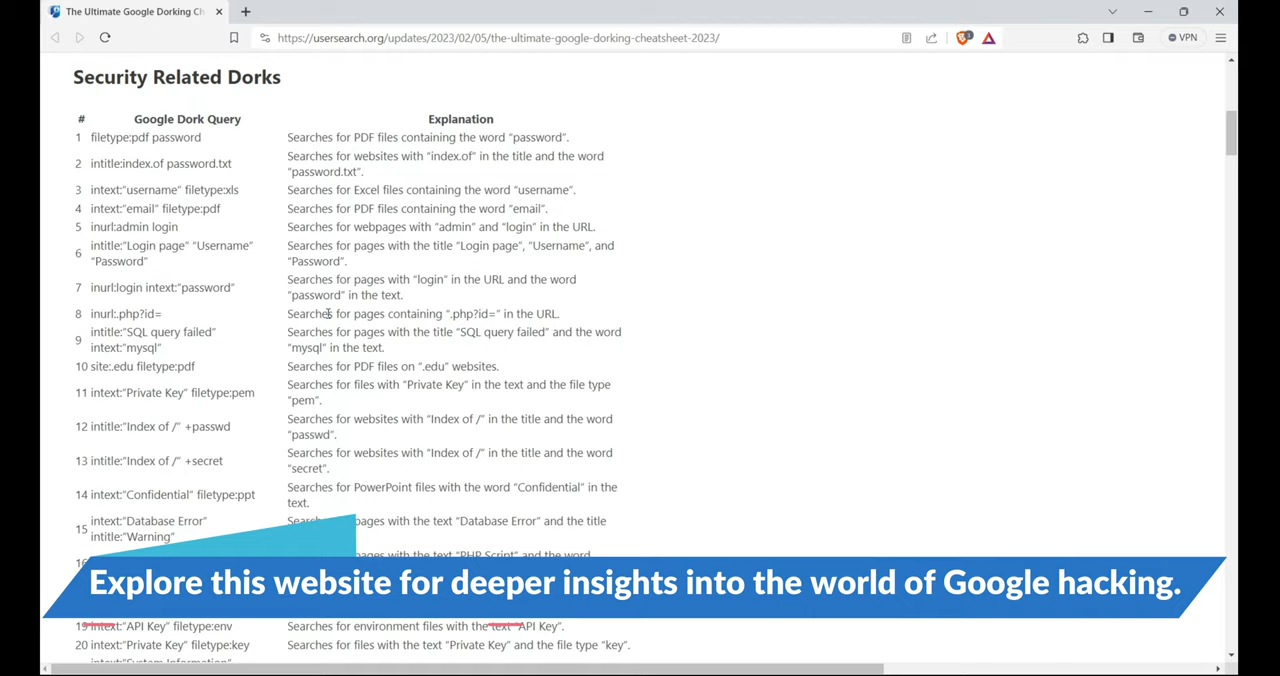 The Ultimate Google Dorking Ch
https://usersearch.org/updates/2023/02/05/the-ultimate-google-dorking-cheatsheet-2023/
1
VPN
Security Related Dorks
# Google Dork Query Explanation
1 filetype:pdf password Searches for PDF files containing the word “password”.
2 intitle:index.of password.txt Searches for websites with “index.of” in the title and the word
“password.txt”.
3 intext:“username” filetype:xls Searches for Excel files containing the word “username”.
4 intext:“email” filetype:pdf Searches for PDF files containing the word “email”.
5 inurl:admin login Searches for webpages with “admin” and “login” in the URL.
6 intitle:“Login page” “Username” Searches for pages with the title “Login page”, “Username”, and
“Password” “Password”.
7 inurl:login intext:“password” Searches for pages with “login” in the URL and the word
“password” in the text.
8 inurl:.php?id= Searches for pages containing “.php?id=” in the URL.
9 intitle:“SQL query failed” Searches for pages with the title “SQL query failed” and the word
intext:“mysql” “mysql” in the text.
10 site:.edu filetype:pdf Searches for PDF files on “.edu” websites.
11 intext:“Private Key” filetype:pem Searches for files with “Private Key” in the text and the file type
“pem”.
12 intitle:“Index of /” +passwd Searches for websites with “Index of /” in the title and the word
“passwd”.
13 intitle:“Index of /” +secret Searches for websites with “Index of /” in the title and the word
“secret”.
14 intext:“Confidential” filetype:ppt Searches for PowerPoint files with the word “Confidential” in the
text.
15 intext:“Database Error” pages with the text “Database Error” and the title
intitle:“Warning”
pages with the text “PHP Script” and the word
Explore this website for deeper insights into the world of Google hacking.
19 intext:“API Key” filetype:env Searches for environment files with the text “API Key”.
20 intext:“Private Key” filetype:key Searches for files with the text “Private Key” and the file type “key”.
intext:“System Information”